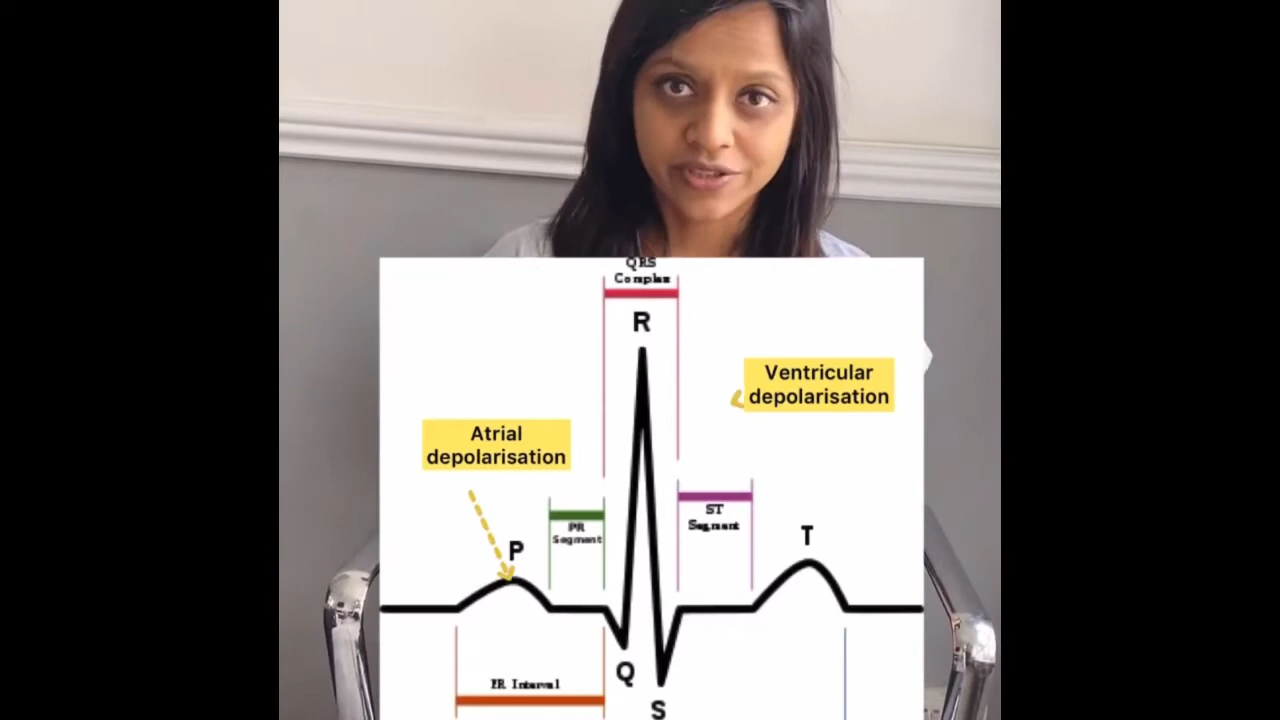 QRS
Complex
R
Ventricular
depolarisation
Atrial
depolarisation
ST
Segment
PR
Segment
P
T
Q
PR Interval
S